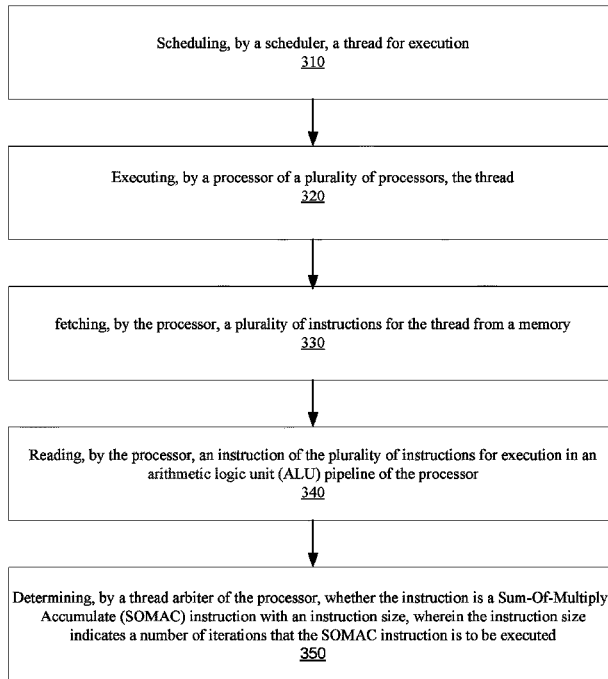 Scheduling, by a scheduler, a thread for execution
310
Executing, by a processor of a plurality of processors, the thread
320
fetching, by the processor, a plurality of instructions for the thread from a memory
330
Reading, by the processor, an instruction of the plurality of instructions for execution in an
arithmetic logic unit (ALU) pipeline of the processor
340
Determining, by a thread arbiter of the processor, whether the instruction is a Sum-Of-Multiply
Accumulate (SOMAC) instruction with an instruction size, wherein the instruction size
indicates a number of iterations that the SOMAC instruction is to be executed
350